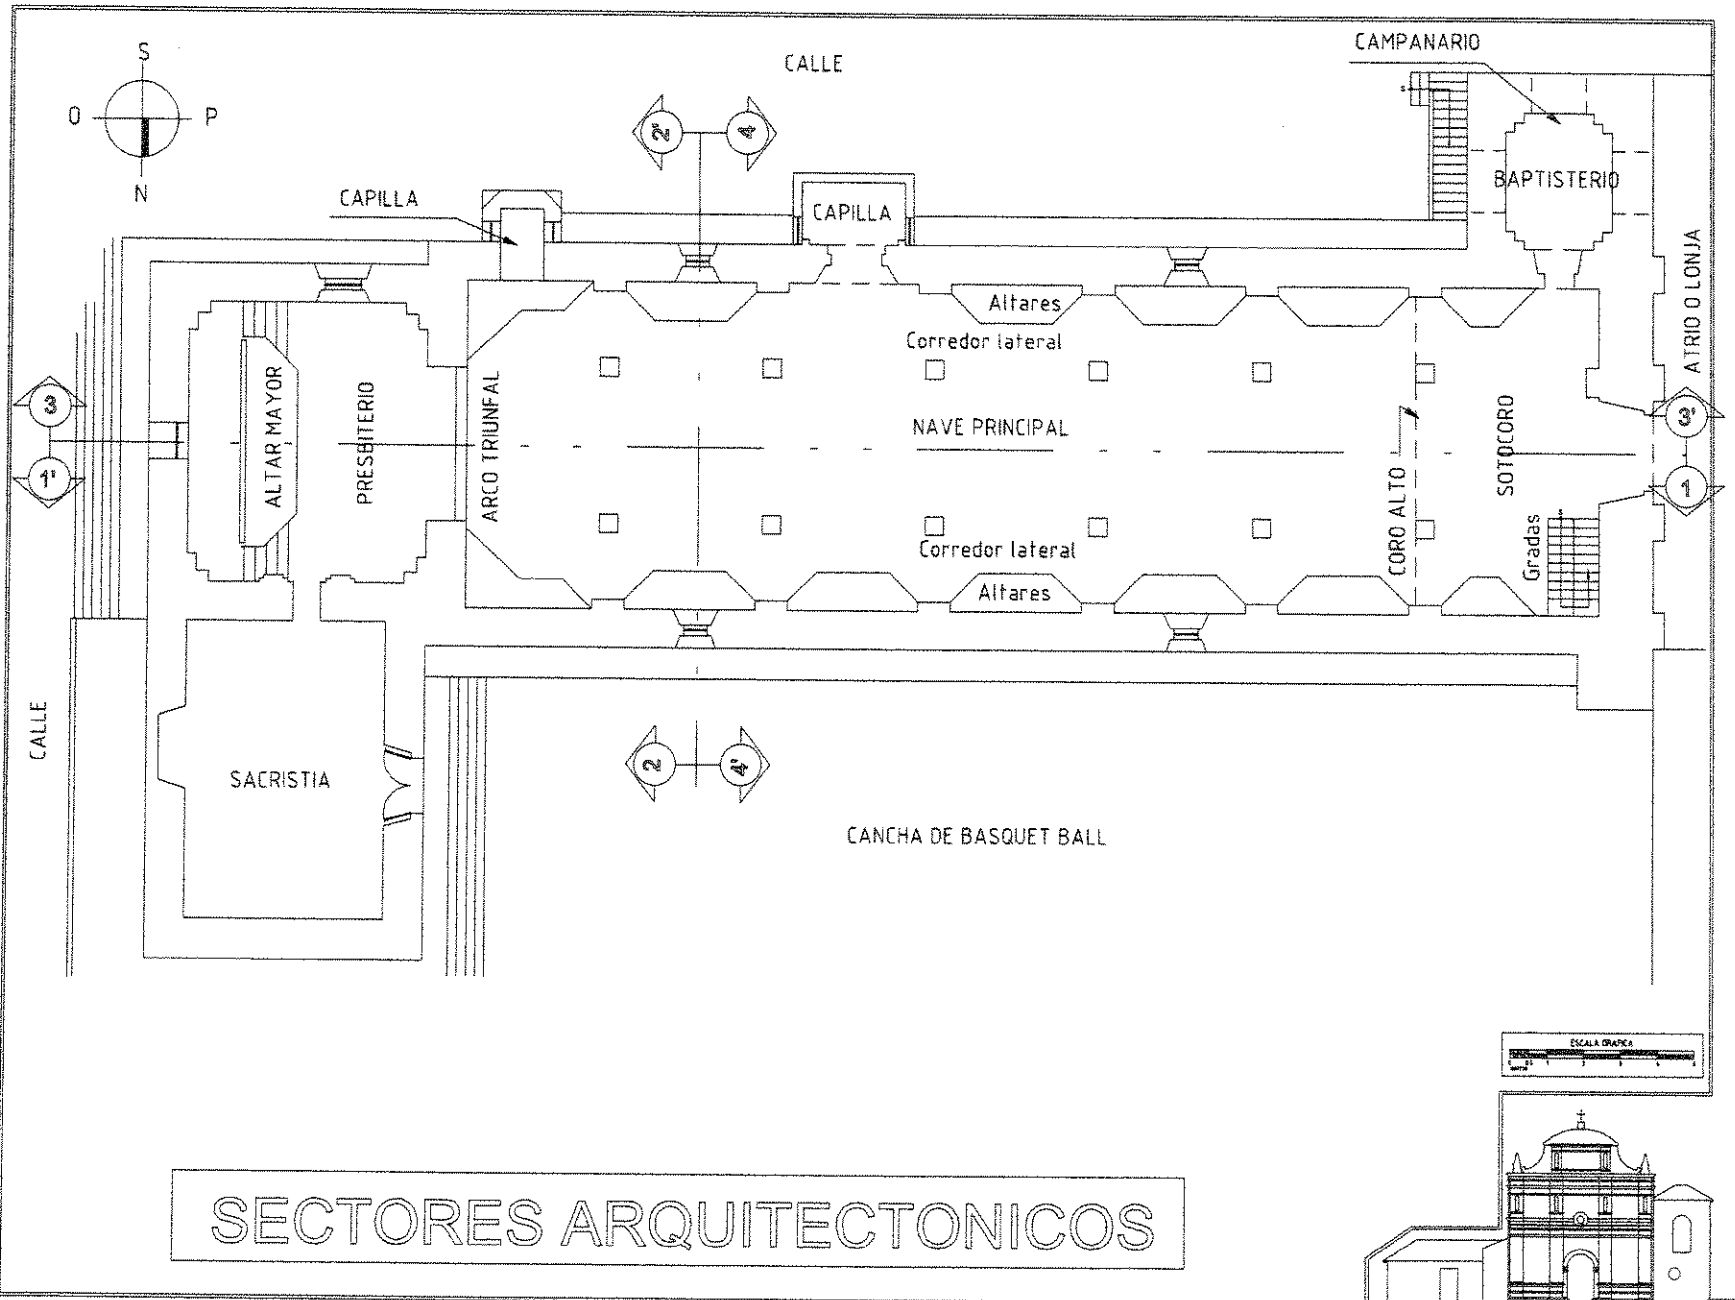 CAMPANARIO
CALLE
S
O
P
N
2'
4
CAPILLA
CAPILLA
BAPTISTERIO
ATRIO O LONJA
Altares
Corredor lateral
3
1'
ALTAR MAYOR
PRESBITERIO
ARCO TRIUNFAL
NAVE PRINCIPAL
CORO ALTO
SOTOCORO
3'
1
Gradas
s
s
Corredor lateral
Altares
CALLE
SACRISTIA
2
4'
CANCHA DE BASQUET BALL
ESCALA GRAFICA
SECTORES ARQUITECTONICOS